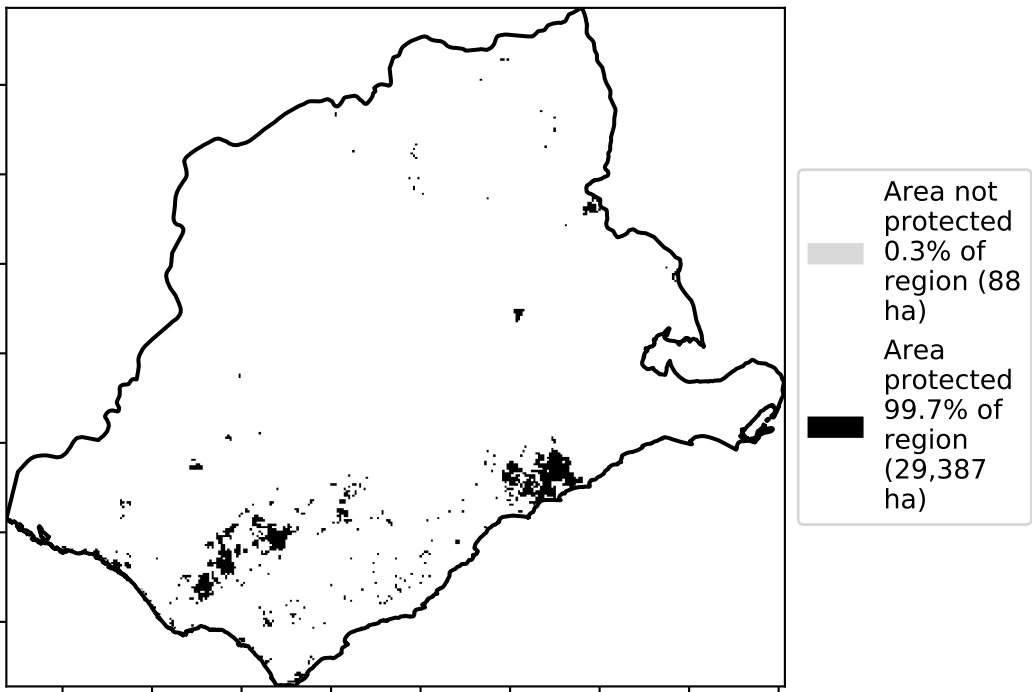 Area not
protected
0.3% of
region (88
ha)
Area
protected
99.7% of
region
(29,387
ha)